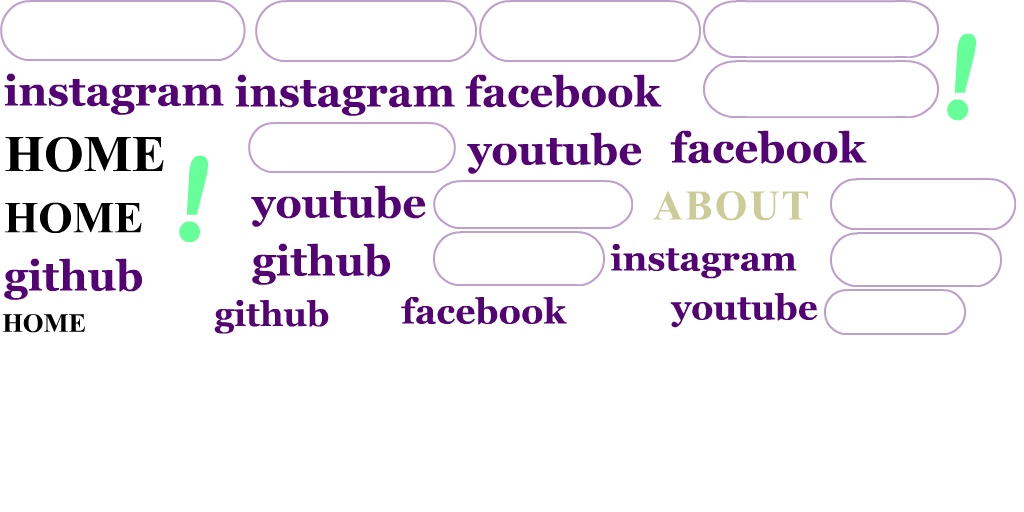 instagram instagram facebook !
HOME youtube facebook
HOME ! youtube ABOUT
github github instagram
HOME github facebook youtube